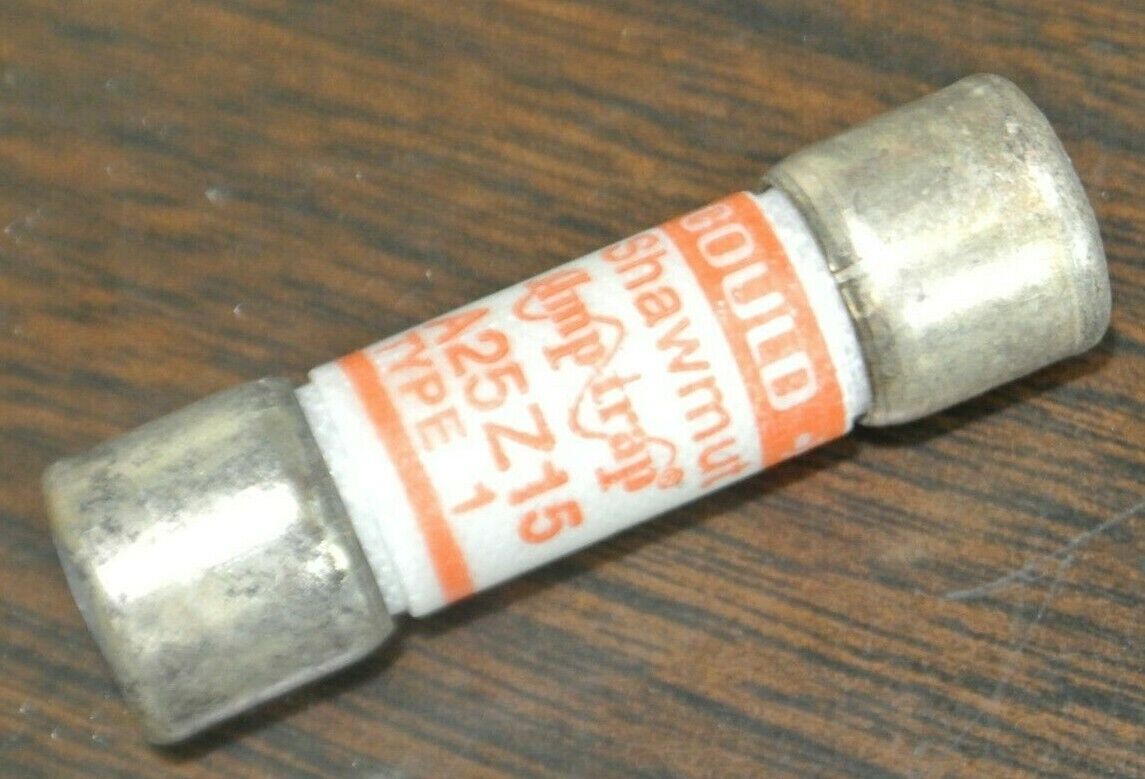 GOULD
Shawmut
Amp-trap®
A25Z15
TYPE 1